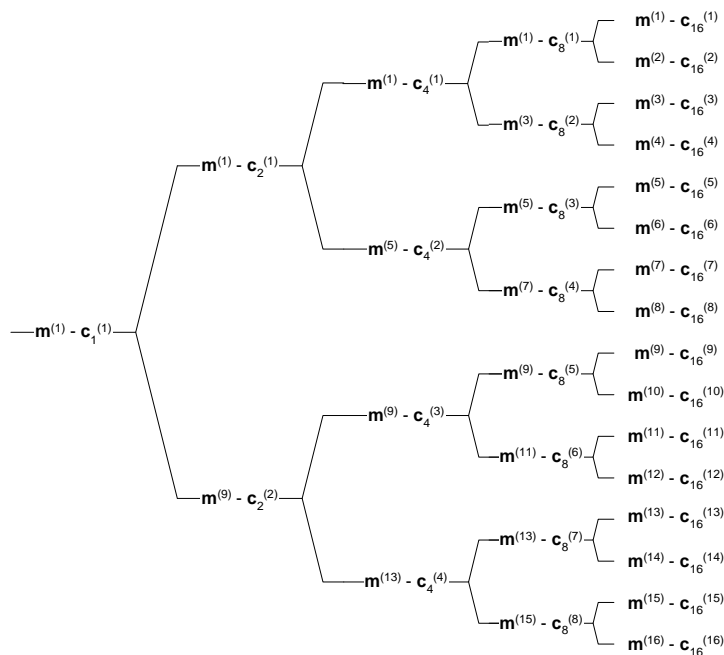 m⁽¹⁾ - c₁₆⁽¹⁾
m⁽¹⁾ - c₈⁽¹⁾
m⁽²⁾ - c₁₆⁽²⁾
m⁽¹⁾ - c₄⁽¹⁾
m⁽³⁾ - c₁₆⁽³⁾
m⁽³⁾ - c₈⁽²⁾
m⁽⁴⁾ - c₁₆⁽⁴⁾
m⁽¹⁾ - c₂⁽¹⁾
m⁽⁵⁾ - c₁₆⁽⁵⁾
m⁽⁵⁾ - c₈⁽³⁾
m⁽⁶⁾ - c₁₆⁽⁶⁾
m⁽⁵⁾ - c₄⁽²⁾
m⁽⁷⁾ - c₁₆⁽⁷⁾
m⁽⁷⁾ - c₈⁽⁴⁾
m⁽⁸⁾ - c₁₆⁽⁸⁾
m⁽¹⁾ - c₁⁽¹⁾
m⁽⁹⁾ - c₁₆⁽⁹⁾
m⁽⁹⁾ - c₈⁽⁵⁾
m⁽¹⁰⁾ - c₁₆⁽¹⁰⁾
m⁽⁹⁾ - c₄⁽³⁾
m⁽¹¹⁾ - c₁₆⁽¹¹⁾
m⁽¹¹⁾ - c₈⁽⁶⁾
m⁽¹²⁾ - c₁₆⁽¹²⁾
m⁽⁹⁾ - c₂⁽²⁾
m⁽¹³⁾ - c₁₆⁽¹³⁾
m⁽¹³⁾ - c₈⁽⁷⁾
m⁽¹⁴⁾ - c₁₆⁽¹⁴⁾
m⁽¹³⁾ - c₄⁽⁴⁾
m⁽¹⁵⁾ - c₁₆⁽¹⁵⁾
m⁽¹⁵⁾ - c₈⁽⁸⁾
m⁽¹⁶⁾ - c₁₆⁽¹⁶⁾